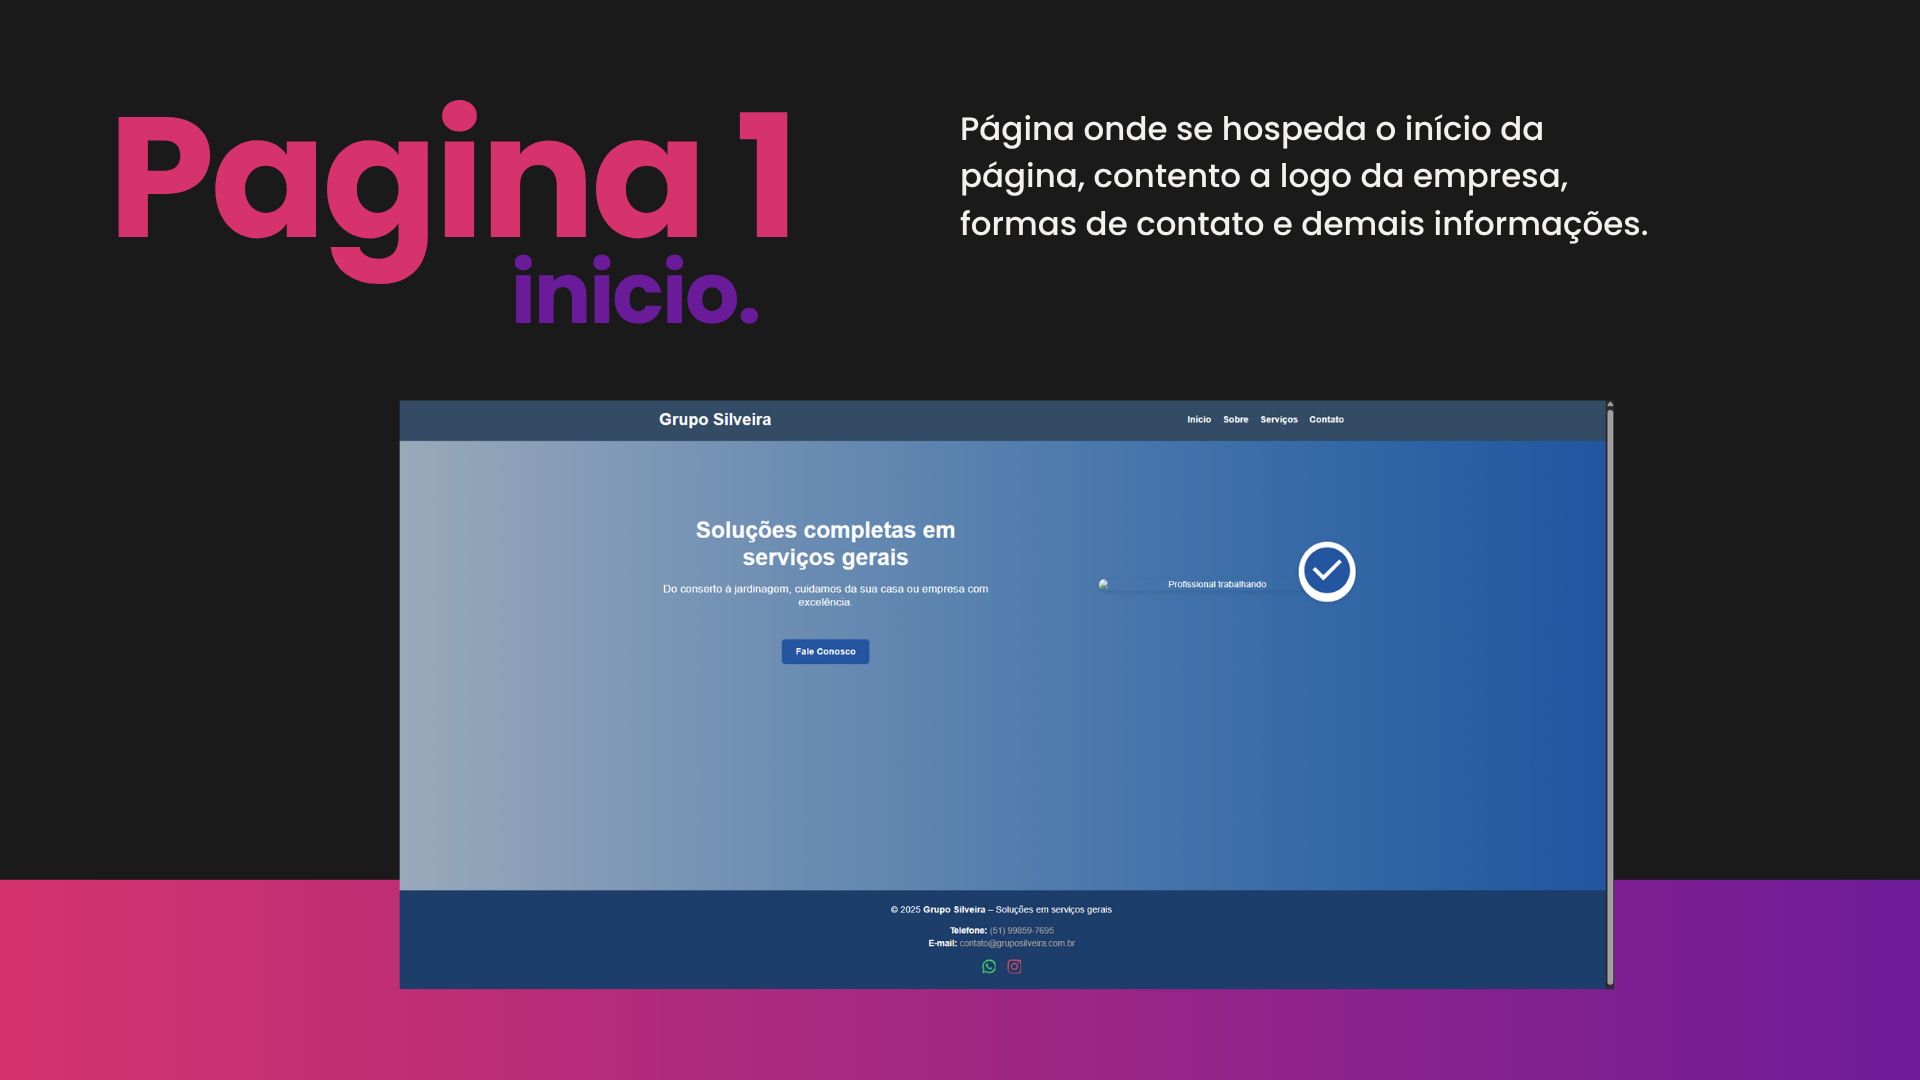 Pagina 1
inicio.
Página onde se hospeda o início da
página, contento a logo da empresa,
formas de contato e demais informações.
Grupo Silveira
Início Sobre Serviços Contato
Soluções completas em
serviços gerais
Do conserto à jardinagem, cuidamos da sua casa ou empresa com
excelência.
Fale Conosco
Profissional trabalhando
© 2025 Grupo Silveira – Soluções em serviços gerais
Telefone: (51) 99859-7695
E-mail: contato@gruposilveira.com.br